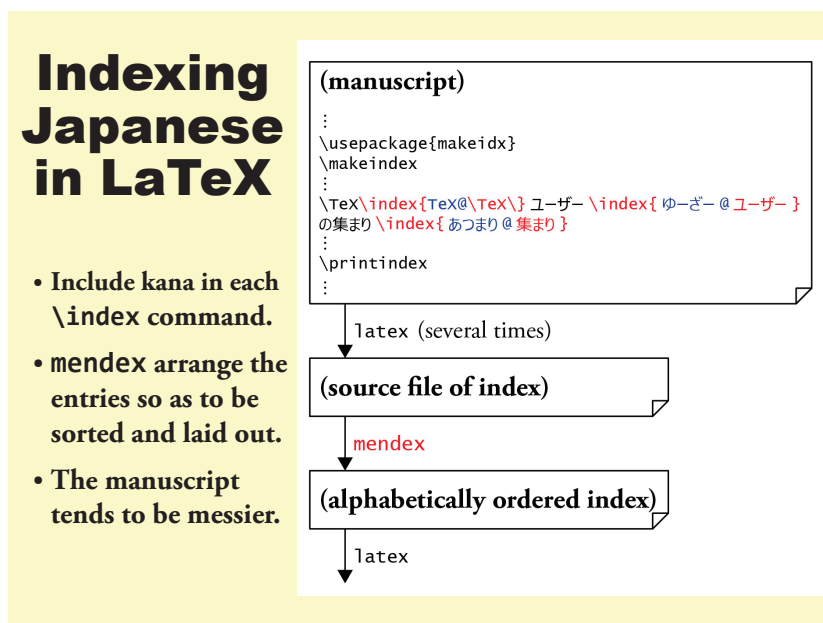 Indexing
Japanese
in LaTeX
• Include kana in each
\index command.
• mendex arrange the
entries so as to be
sorted and laid out.
• The manuscript
tends to be messier.
(manuscript)
⋮
\usepackage{makeidx}
\makeindex
⋮
\TeX\index{TeX@\TeX\} ユーザー \index{ ゆーざー @ ユーザー }
の集まり \index{ あつまり @ 集まり }
⋮
\printindex
⋮
latex (several times)
(source file of index)
mendex
(alphabetically ordered index)
latex